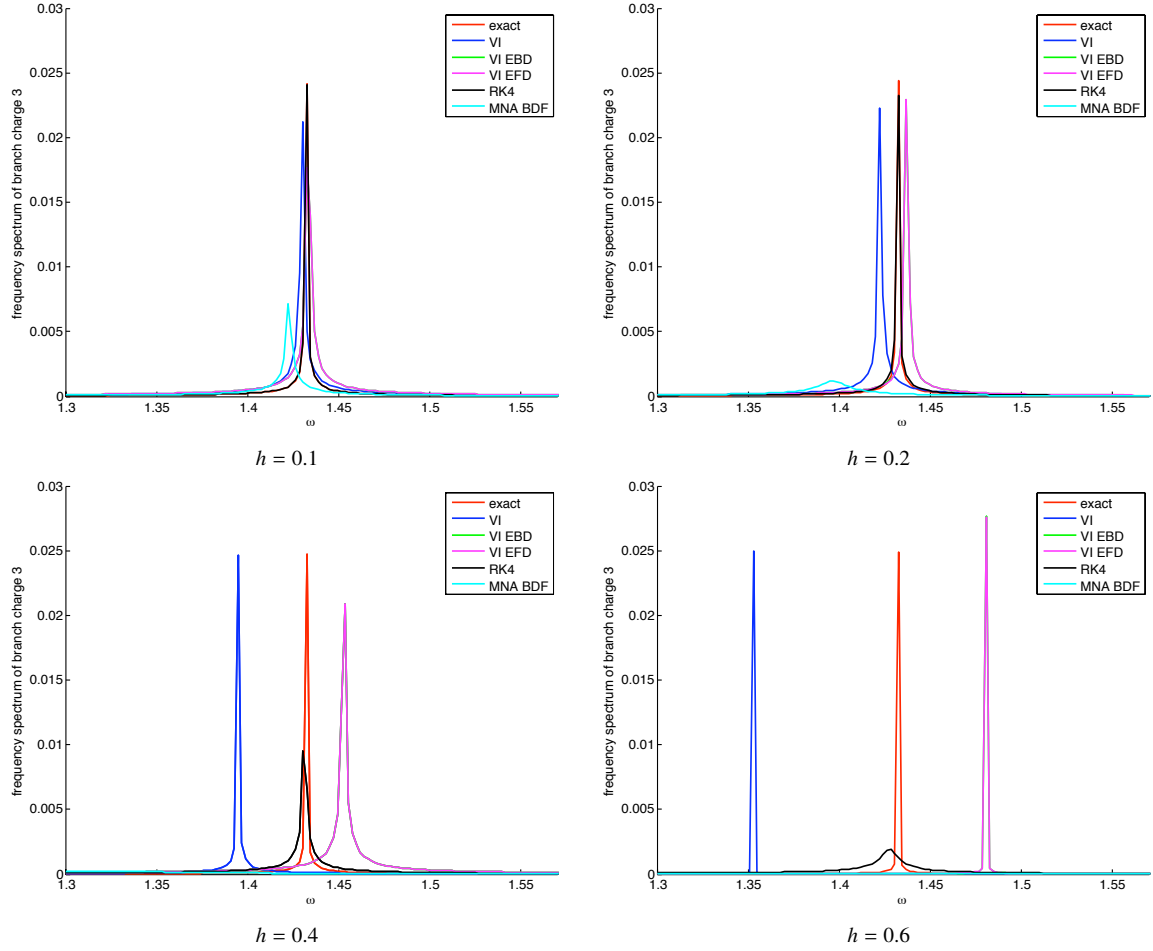 0.03
0.025
0.02
0.015
0.01
0.005
0
1.3
1.4
1.45
1.5
1.55
ω
frequency spectrum of branch charge 3
exact
VI
VI EBD
VI EFD
RK4
MNA BDF
h = 0.1
0.03
0.025
0.02
0.015
0.01
0.005
0
1.3
1.4
1.45
1.5
1.55
ω
frequency spectrum of branch charge 3
exact
VI
VI EBD
VI EFD
RK4
MNA BDF
h = 0.2
0.03
0.025
0.02
0.015
0.01
0.005
0
1.3
1.4
1.45
1.5
1.55
ω
frequency spectrum of branch charge 3
exact
VI
VI EBD
VI EFD
RK4
MNA BDF
h = 0.4
0.03
0.025
0.02
0.015
0.01
0.005
0
1.3
1.4
1.45
1.5
1.55
ω
frequency spectrum of branch charge 3
exact
VI
VI EBD
VI EFD
RK4
MNA BDF
h = 0.6